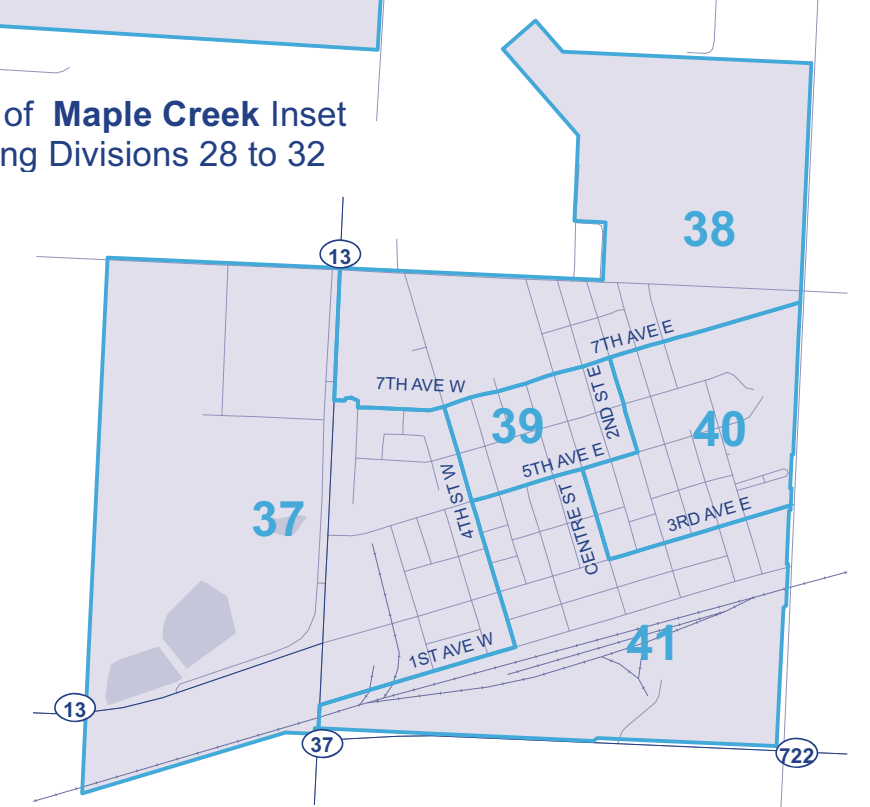 of Maple Creek Inset
ng Divisions 28 to 32
38
13
7TH AVE E
7TH AVE W
2ND ST E
39
40
5TH AVE E
4TH ST W
37
CENTRE ST
3RD AVE E
1ST AVE W
41
13
37
722